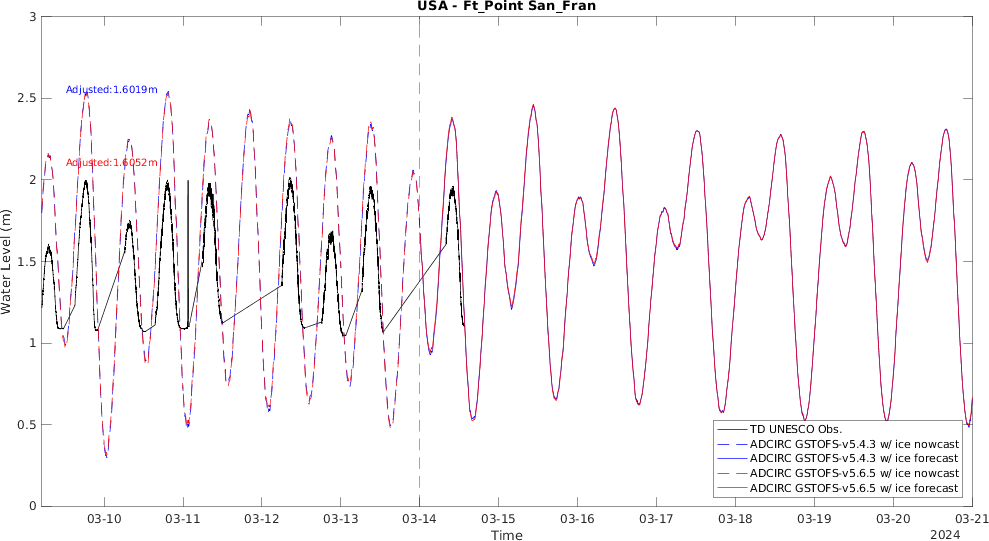 USA - Ft_Point San_Fran
3
2.5
2
1.5
1
0.5
0
Water Level (m)
Adjusted:1.6019m
Adjusted:1.6052m
TD UNESCO Obs.
ADCIRC GSTOFS-v5.4.3 w/ ice nowcast
ADCIRC GSTOFS-v5.4.3 w/ ice forecast
ADCIRC GSTOFS-v5.6.5 w/ ice nowcast
ADCIRC GSTOFS-v5.6.5 w/ ice forecast
03-10 03-11 03-12 03-13 03-14 03-15 03-16 03-17 03-18 03-19 03-20 03-21
Time
2024